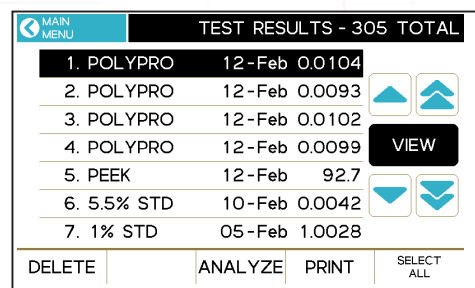 MAIN MENU TEST RESULTS - 305 TOTAL
1. POLYPRO 12-Feb 0.0104
2. POLYPRO 12-Feb 0.0093
3. POLYPRO 12-Feb 0.0102
4. POLYPRO 12-Feb 0.0099
VIEW
5. PEEK 12-Feb 92.7
6. 5.5% STD 10-Feb 0.0042
7. 1% STD 05-Feb 1.0028
DELETE ANALYZE PRINT SELECT ALL